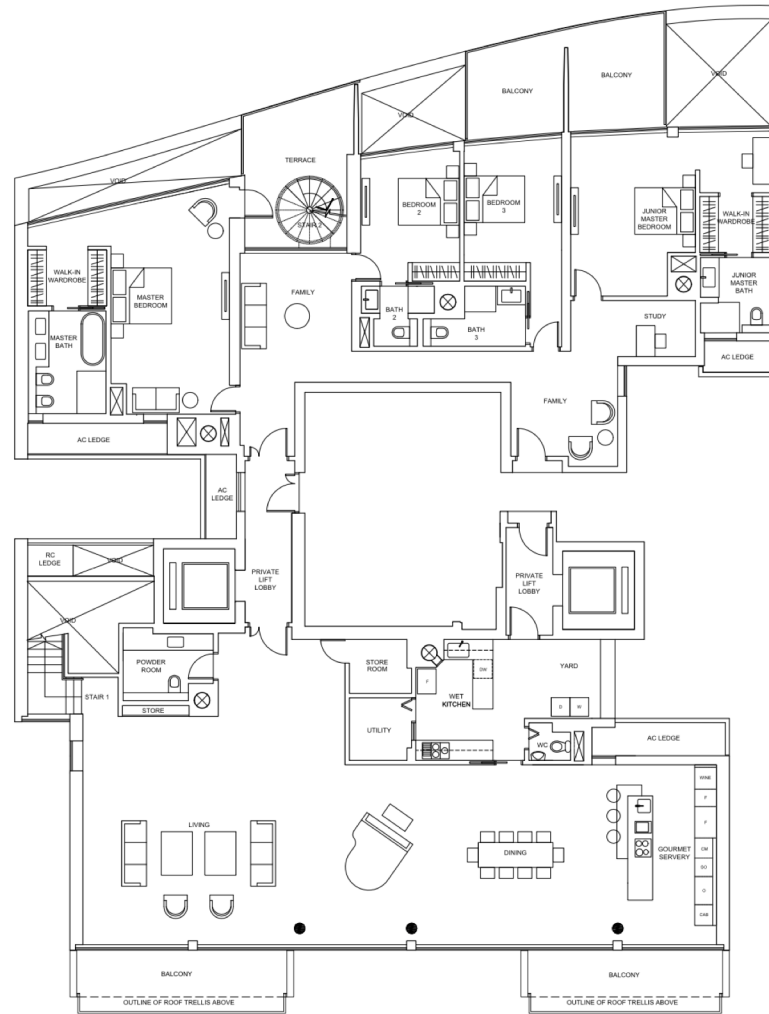 VOID
BALCONY
BALCONY
VOID
TERRACE
VOID
STAIR 2
BEDROOM
2
BEDROOM
3
JUNIOR
MASTER
BEDROOM
WALK-IN
WARDROBE
WALK-IN
WARDROBE
MASTER
BEDROOM
FAMILY
JUNIOR
MASTER
BATH
MASTER
BATH
BATH
2
BATH
3
STUDY
AC LEDGE
FAMILY
AC LEDGE
AC
LEDGE
RC
LEDGE
VOID
PRIVATE
LIFT
LOBBY
PRIVATE
LIFT
LOBBY
VOID
POWDER
ROOM
STORE
ROOM
YARD
F
DW
WET
KITCHEN
STAIR 1
STORE
D
W
UTILITY
WC
AC LEDGE
WINE
F
F
LIVING
DINING
GOURMET
SERVERY
CM
SO
O
CAB
BALCONY
BALCONY
OUTLINE OF ROOF TRELLIS ABOVE
OUTLINE OF ROOF TRELLIS ABOVE